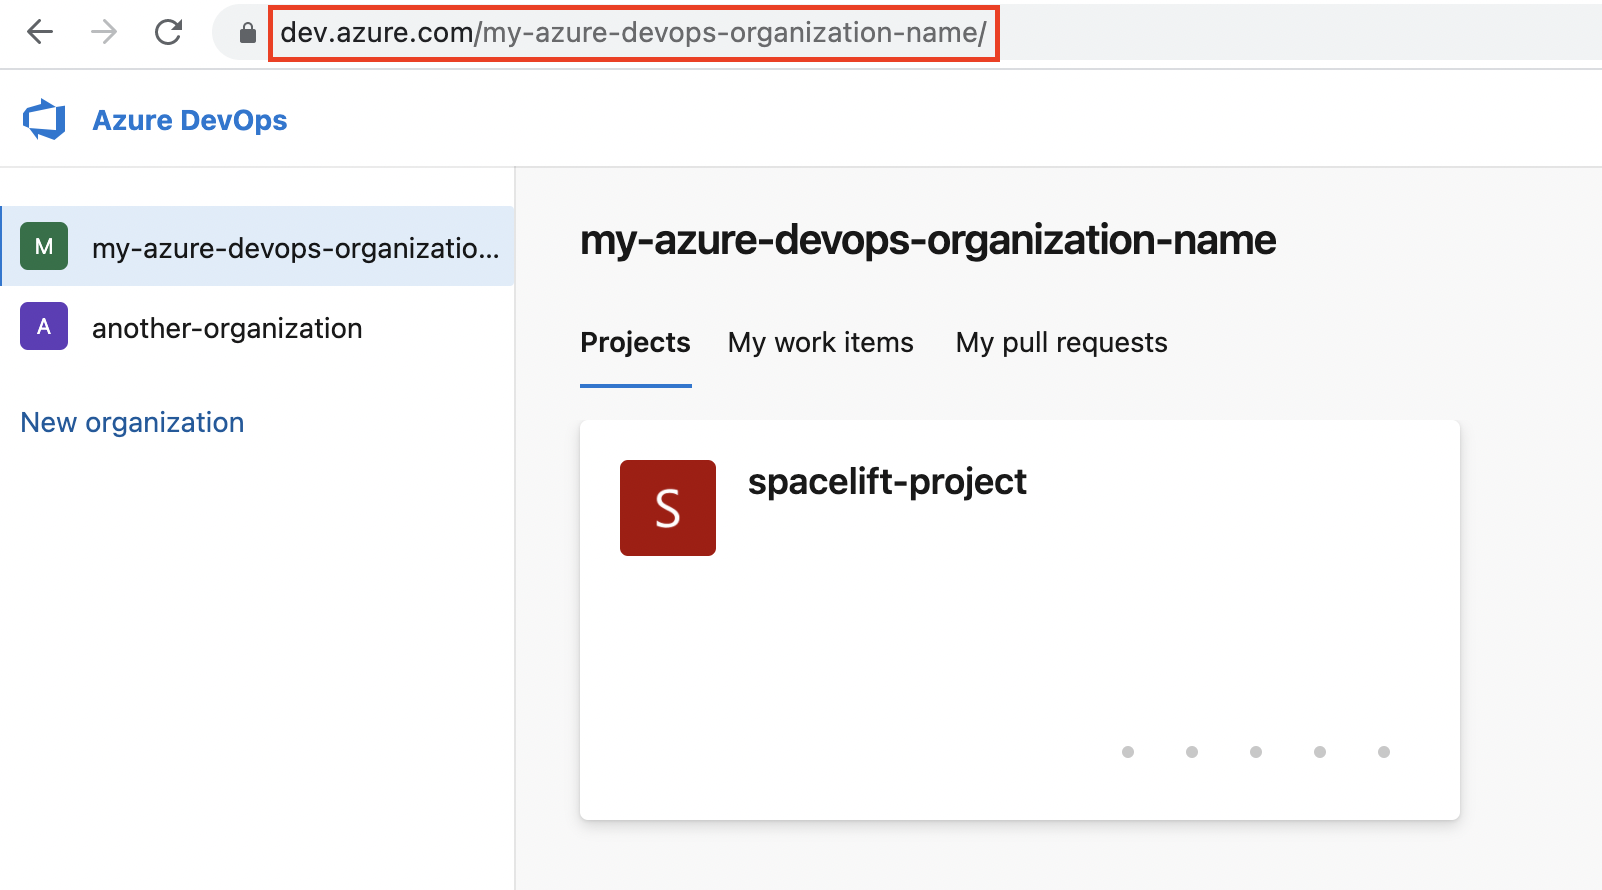 dev.azure.com/my-azure-devops-organization-name/
Azure DevOps
M
my-azure-devops-organizatio...
A
another-organization
New organization
my-azure-devops-organization-name
Projects
My work items
My pull requests
S
spacelift-project